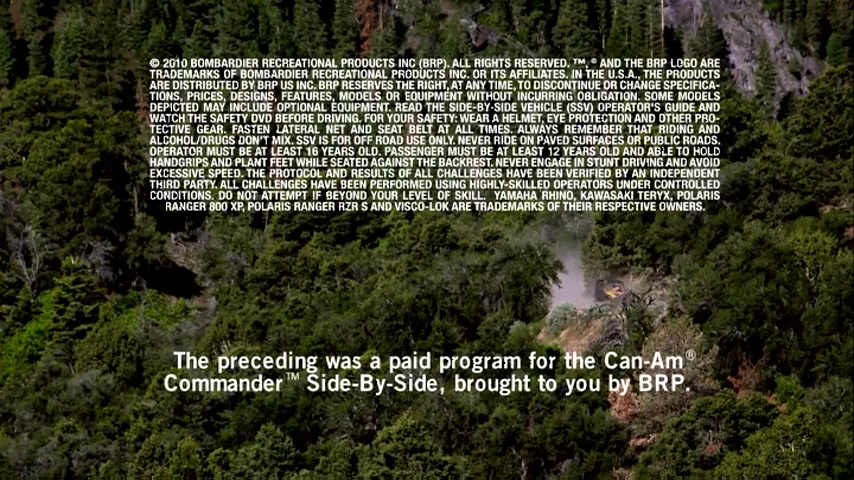 © 2010 BOMBARDIER RECREATIONAL PRODUCTS INC (BRP). ALL RIGHTS RESERVED. ™, ® AND THE BRP LOGO ARE
TRADEMARKS OF BOMBARDIER RECREATIONAL PRODUCTS INC. OR ITS AFFILIATES. IN THE U.S.A., THE PRODUCTS
ARE DISTRIBUTED BY BRP US INC. BRP RESERVES THE RIGHT, AT ANY TIME, TO DISCONTINUE OR CHANGE SPECIFICA-
TIONS, PRICES, DESIGNS, FEATURES, MODELS OR EQUIPMENT WITHOUT INCURRING OBLIGATION. SOME MODELS
DEPICTED MAY INCLUDE OPTIONAL EQUIPMENT. READ THE SIDE-BY-SIDE VEHICLE (SSV) OPERATOR'S GUIDE AND
WATCH THE SAFETY DVD BEFORE DRIVING. FOR YOUR SAFETY: WEAR A HELMET, EYE PROTECTION AND OTHER PRO-
TECTIVE GEAR. FASTEN LATERAL NET AND SEAT BELT AT ALL TIMES. ALWAYS REMEMBER THAT RIDING AND
ALCOHOL/DRUGS DON'T MIX. SSV IS FOR OFF ROAD USE ONLY. NEVER RIDE ON PAVED SURFACES OR PUBLIC ROADS.
OPERATOR MUST BE AT LEAST 16 YEARS OLD. PASSENGER MUST BE AT LEAST 12 YEARS OLD AND ABLE TO HOLD
HANDGRIPS AND PLANT FEET WHILE SEATED AGAINST THE BACKREST. NEVER ENGAGE IN STUNT DRIVING AND AVOID
EXCESSIVE SPEED. THE PROTOCOL AND RESULTS OF ALL CHALLENGES HAVE BEEN VERIFIED BY AN INDEPENDENT
THIRD PARTY. ALL CHALLENGES HAVE BEEN PERFORMED USING HIGHLY-SKILLED OPERATORS UNDER CONTROLLED
CONDITIONS. DO NOT ATTEMPT IF BEYOND YOUR LEVEL OF SKILL. YAMAHA RHINO, KAWASAKI TERYX, POLARIS
RANGER 800 XP, POLARIS RANGER RZR S AND VISCO-LOK ARE TRADEMARKS OF THEIR RESPECTIVE OWNERS.
The preceding was a paid program for the Can-Am®
Commander™ Side-By-Side, brought to you by BRP.